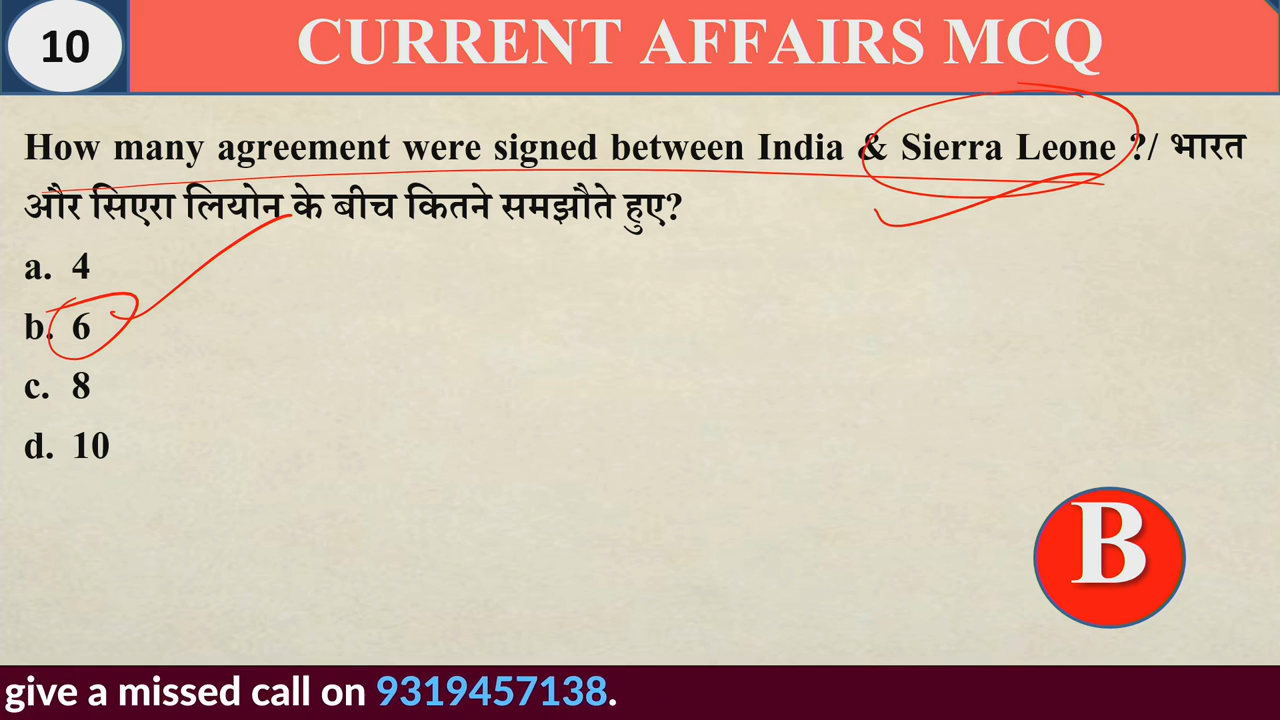 10
CURRENT AFFAIRS MCQ
How many agreement were signed between India & Sierra Leone ?/ भारत
और सिएरा लियोन के बीच कितने समझौते हुए?
a. 4
b. 6
c. 8
d. 10
B
give a missed call on 9319457138.